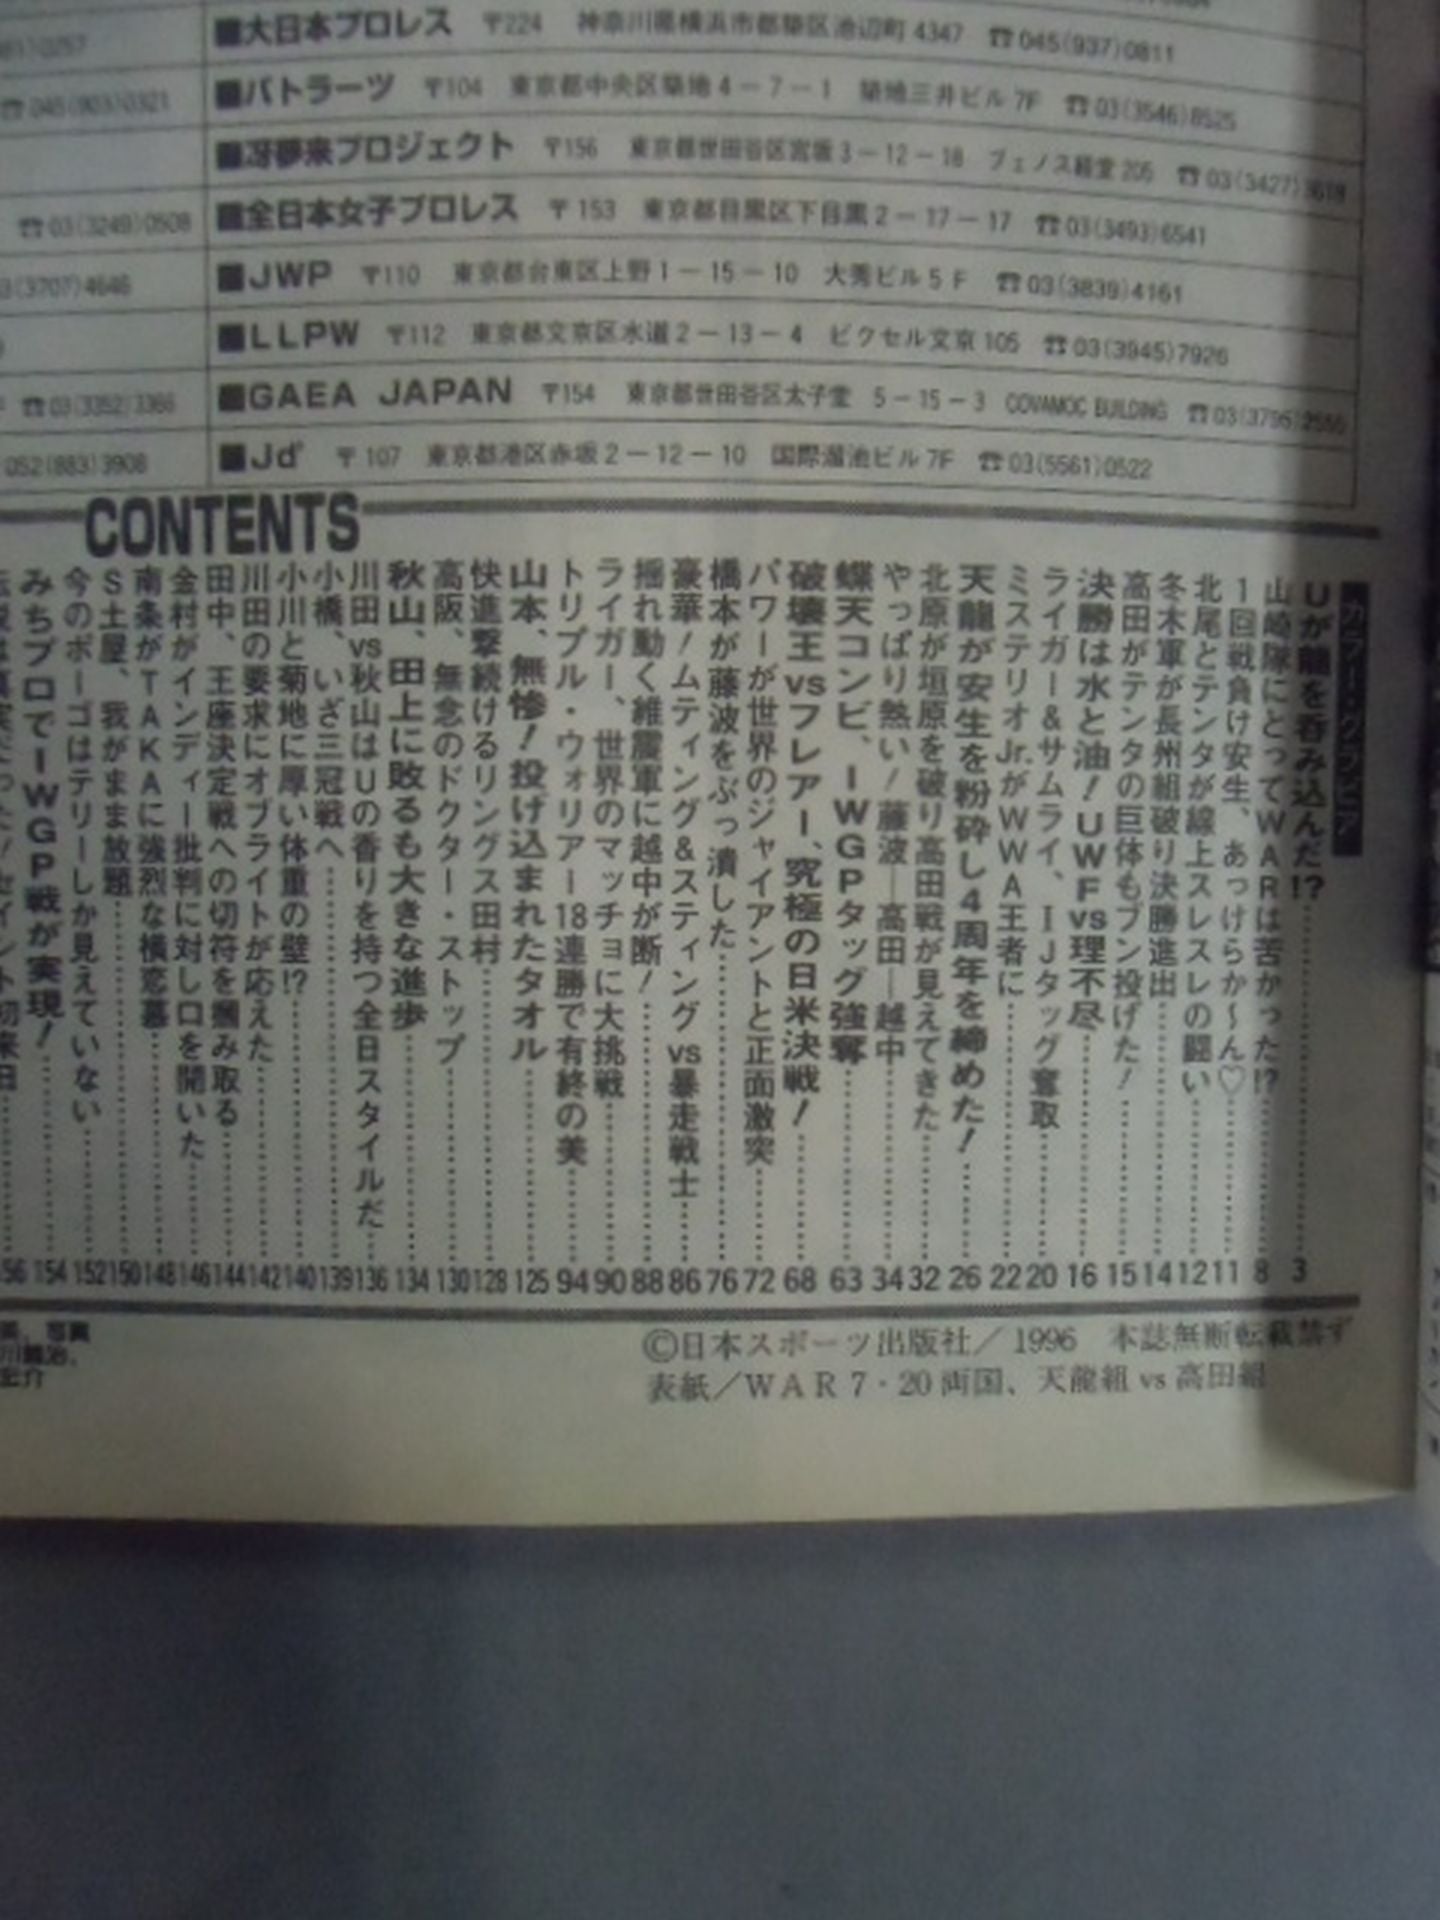 ■大日本プロレス 〒224 神奈川県横浜市都築区池辺町4347 ☎045(937)0811
☎045(903)0321
■バトラーツ 〒104 東京都中央区築地4－7－1 築地三井ビル7F ☎03(3546)8525
■冴夢来プロジェクト 〒156 東京都世田谷区宮坂3－12－18 ☎03(3427)
☎03(3249)0508
■全日本女子プロレス 〒153 東京都目黒区下目黒2－17－17 ☎03(3493)6541
3(3707)4646
■JWP 〒110 東京都台東区上野1－15－10 大秀ビル5F ☎03(3839)4161
■LLPW 〒112 東京都文京区水道2－13－4 ビクセル文京105 ☎03(3945)7926
☎03(3352)3366
■GAEA JAPAN 〒154 東京都世田谷区太子堂 5－15－3 COVAMOC BUILDING ☎03(3795)
052(883)3908
■Jd' 〒107 東京都港区赤坂2－12－10 国際溜池ビル7F ☎03(5561)0522
CONTENTS
カラー・グラビア
Uが龍を呑み込んだ!?……3
山崎隊にとってWARは苦かった!?……8
1回戦負け安生、あっけらか～ん♡……11
北尾とテンタが線上スレスレの闘い……12
冬木軍が長州組破り決勝進出……14
高田がテンタの巨体もブン投げた！……15
決勝は水と油！UWFvs理不尽……16
ライガー＆サムライ、IJタッグ奪取……20
ミステリオJr.がWWA王者に……22
天龍が安生を粉砕し4周年を締めた！……26
北原が垣原を破り高田戦が見えてきた……32
やっぱり熱い！藤波―高田―越中……34
蝶天コンビ、IWGPタッグ強奪……63
破壊王vsフレアー、究極の日米決戦！……68
パワーが世界のジャイアントと正面激突……72
橋本が藤波をぶっ潰した……76
豪華！ムティング＆スティングvs暴走戦士……86
揺れ動く維震軍に越中が断！……88
ライガー、世界のマッチョに大挑戦……90
トリプル・ウォリアー18連勝で有終の美……94
山本、無惨！投げ込まれたタオル……125
快進撃続けるリングス田村……128
高阪、無念のドクター・ストップ……130
秋山、田上に敗るも大きな進歩……134
川田vs秋山はUの香りを持つ全日スタイルだ……136
小橋、いざ三冠戦へ……139
小川と菊地に厚い体重の壁!?……140
川田の要求にオブライトが応えた……142
田中、王座決定戦への切符を掴み取る……144
金村がインディー批判に対し口を開いた……146
南条がTAKAに強烈な横恋慕……148
S土屋、我がまま放題……150
今のポーゴはテリーしか見えていない……152
みちプロでIWGP戦が実現！……154
156
©日本スポーツ出版社／1996 本誌無断転載禁ず
表紙／WAR7・20両国、天龍組vs高田組